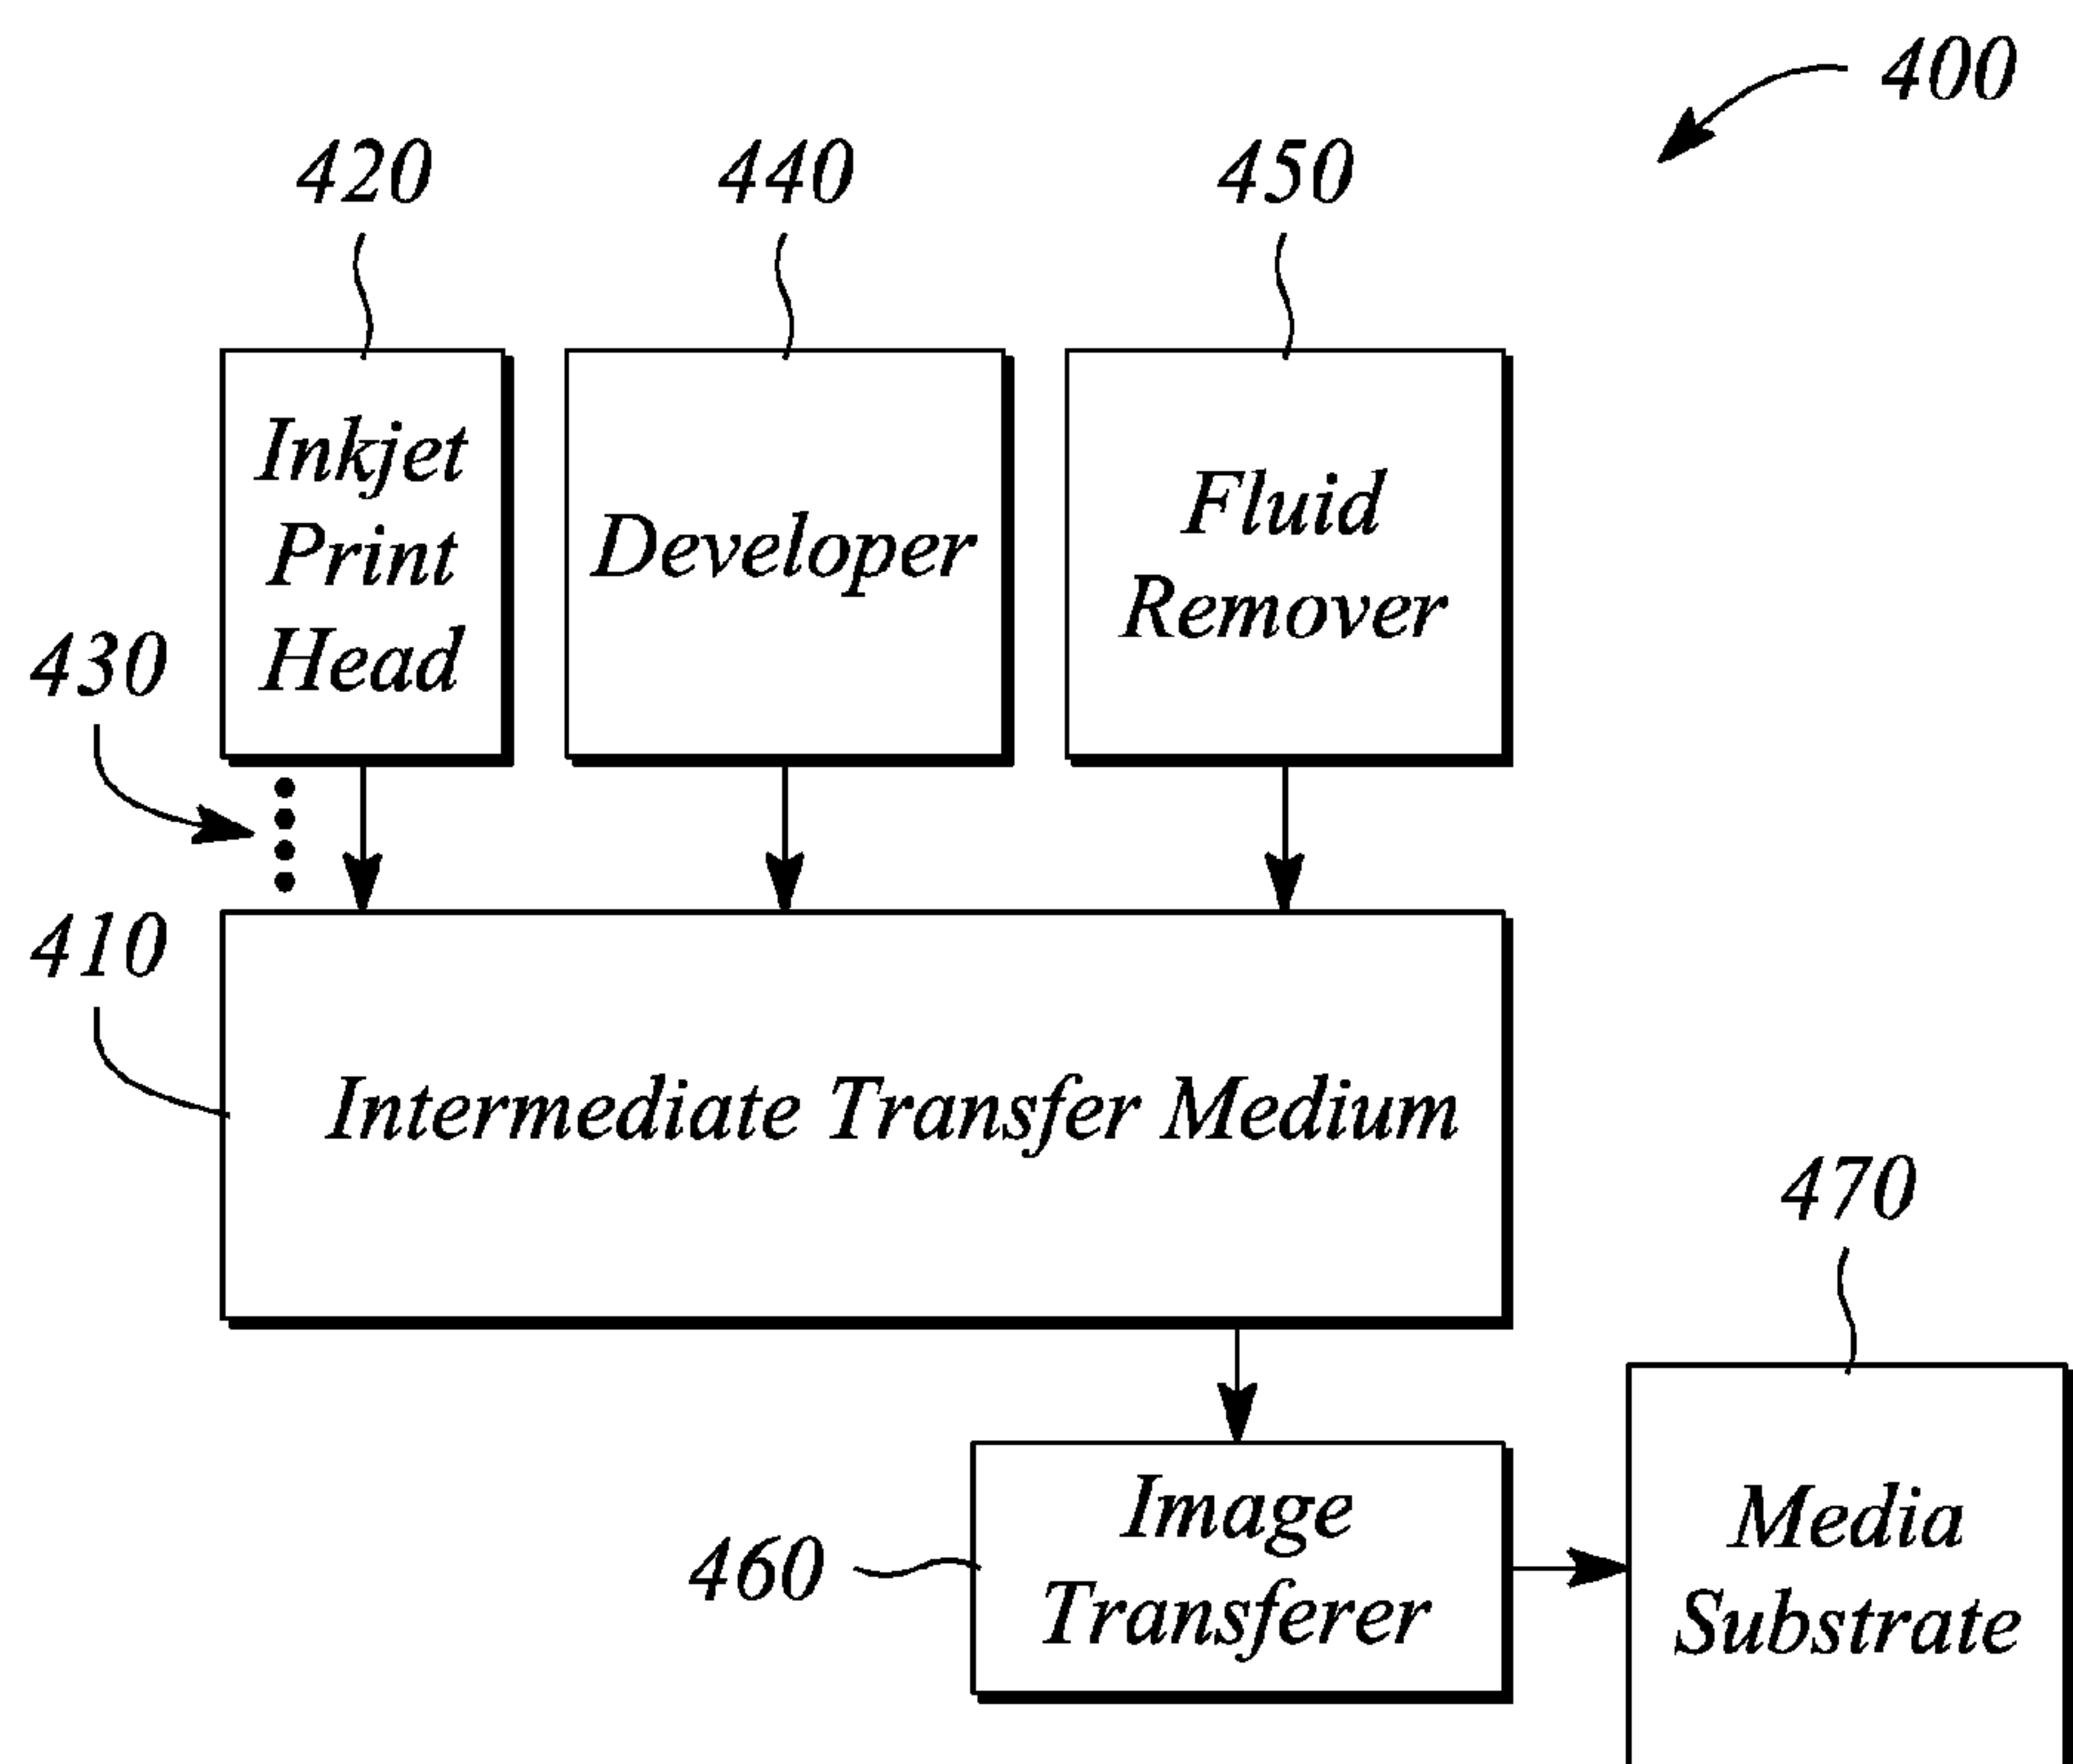 400
420
440
450
Inkjet
Print
Head
Developer
Fluid
Remover
430
410
Intermediate Transfer Medium
470
460
Image
Transferer
Media
Substrate